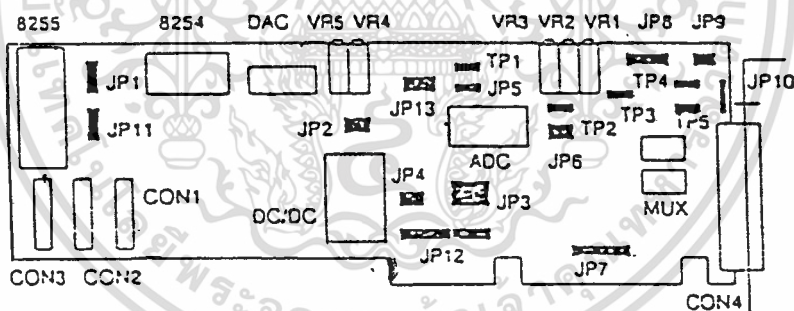 8255 8254 DAC VR5 VR4 VR3 VR2 VR1 JP8 JP9
JP1 TP1 TP4 JP10
JP13 JP5 TP3 TP5
JP11 JP2 ADC TP2 JP6
CON1 DC/DC JP4 JP3 MUX
JP12 JP7
CON3 CON2 CON4